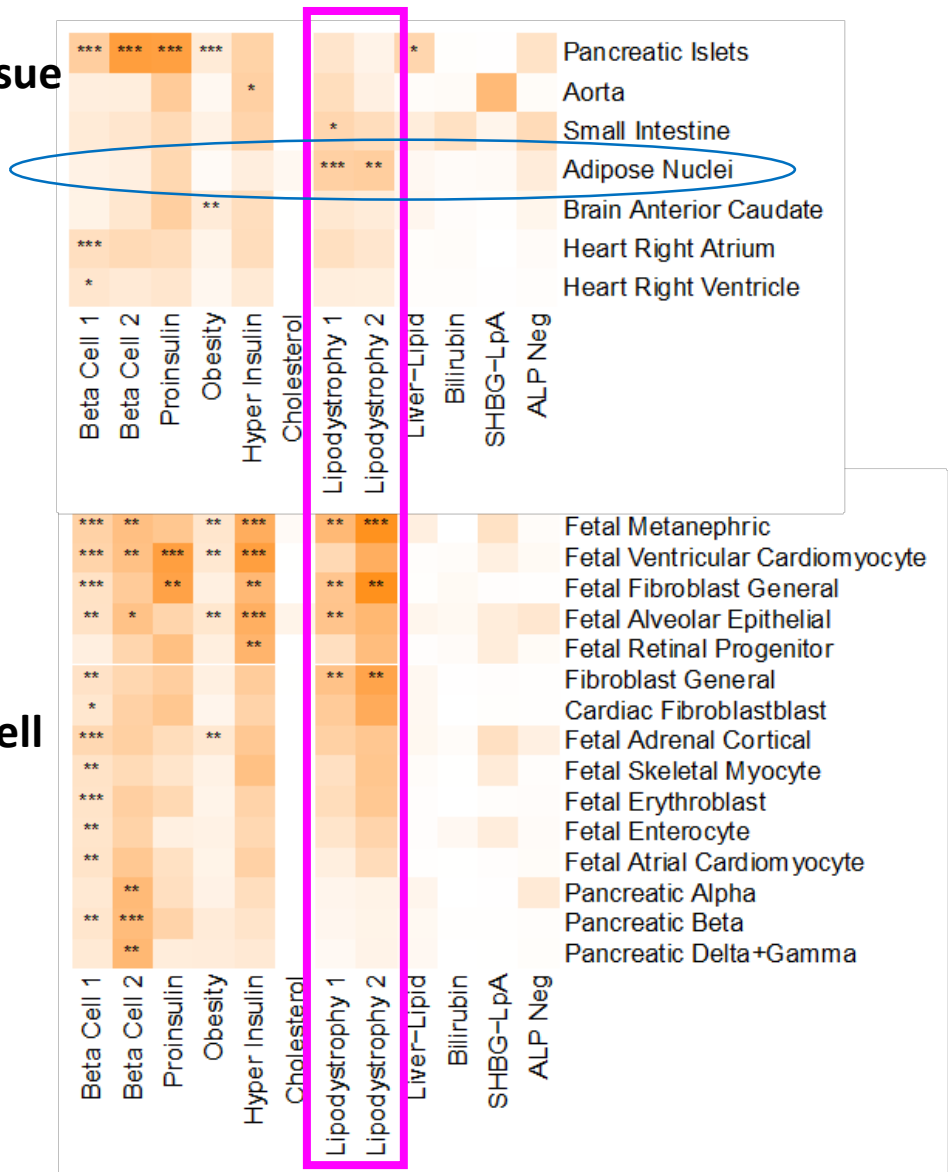 sue
*** *** *** *** * Pancreatic Islets
* Aorta
* Small Intestine
*** ** Adipose Nuclei
** Brain Anterior Caudate
*** Heart Right Atrium
* Heart Right Ventricle
Beta Cell 1
Beta Cell 2
Proinsulin
Obesity
Hyper Insulin
Cholesterol
Lipodystrophy 1
Lipodystrophy 2
Liver-Lipid
Bilirubin
SHBG-LpA
ALP Neg
*** ** ** *** ** *** Fetal Metanephric
*** ** *** ** *** Fetal Ventricular Cardiomyocyte
*** ** ** ** ** Fetal Fibroblast General
** * ** *** ** Fetal Alveolar Epithelial
** Fetal Retinal Progenitor
** ** ** Fibroblast General
* Cardiac Fibroblastblast
ell
*** ** Fetal Adrenal Cortical
** Fetal Skeletal Myocyte
*** Fetal Erythroblast
** Fetal Enterocyte
** Fetal Atrial Cardiomyocyte
** Pancreatic Alpha
** *** Pancreatic Beta
** Pancreatic Delta+Gamma
Beta Cell 1
Beta Cell 2
Proinsulin
Obesity
Hyper Insulin
Cholesterol
Lipodystrophy 1
Lipodystrophy 2
Liver-Lipid
Bilirubin
SHBG-LpA
ALP Neg